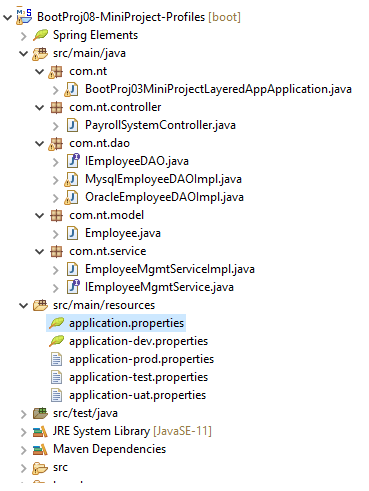 BootProj08-MiniProject-Profiles [boot]
Spring Elements
src/main/java
com.nt
BootProj03MiniProjectLayeredAppApplication.java
com.nt.controller
PayrollSystemController.java
com.nt.dao
IEmployeeDAO.java
MysqlEmployeeDAOImpl.java
OracleEmployeeDAOImpl.java
com.nt.model
Employee.java
com.nt.service
EmployeeMgmtServiceImpl.java
IEmployeeMgmtService.java
src/main/resources
application.properties
application-dev.properties
application-prod.properties
application-test.properties
application-uat.properties
src/test/java
JRE System Library [JavaSE-11]
Maven Dependencies
src